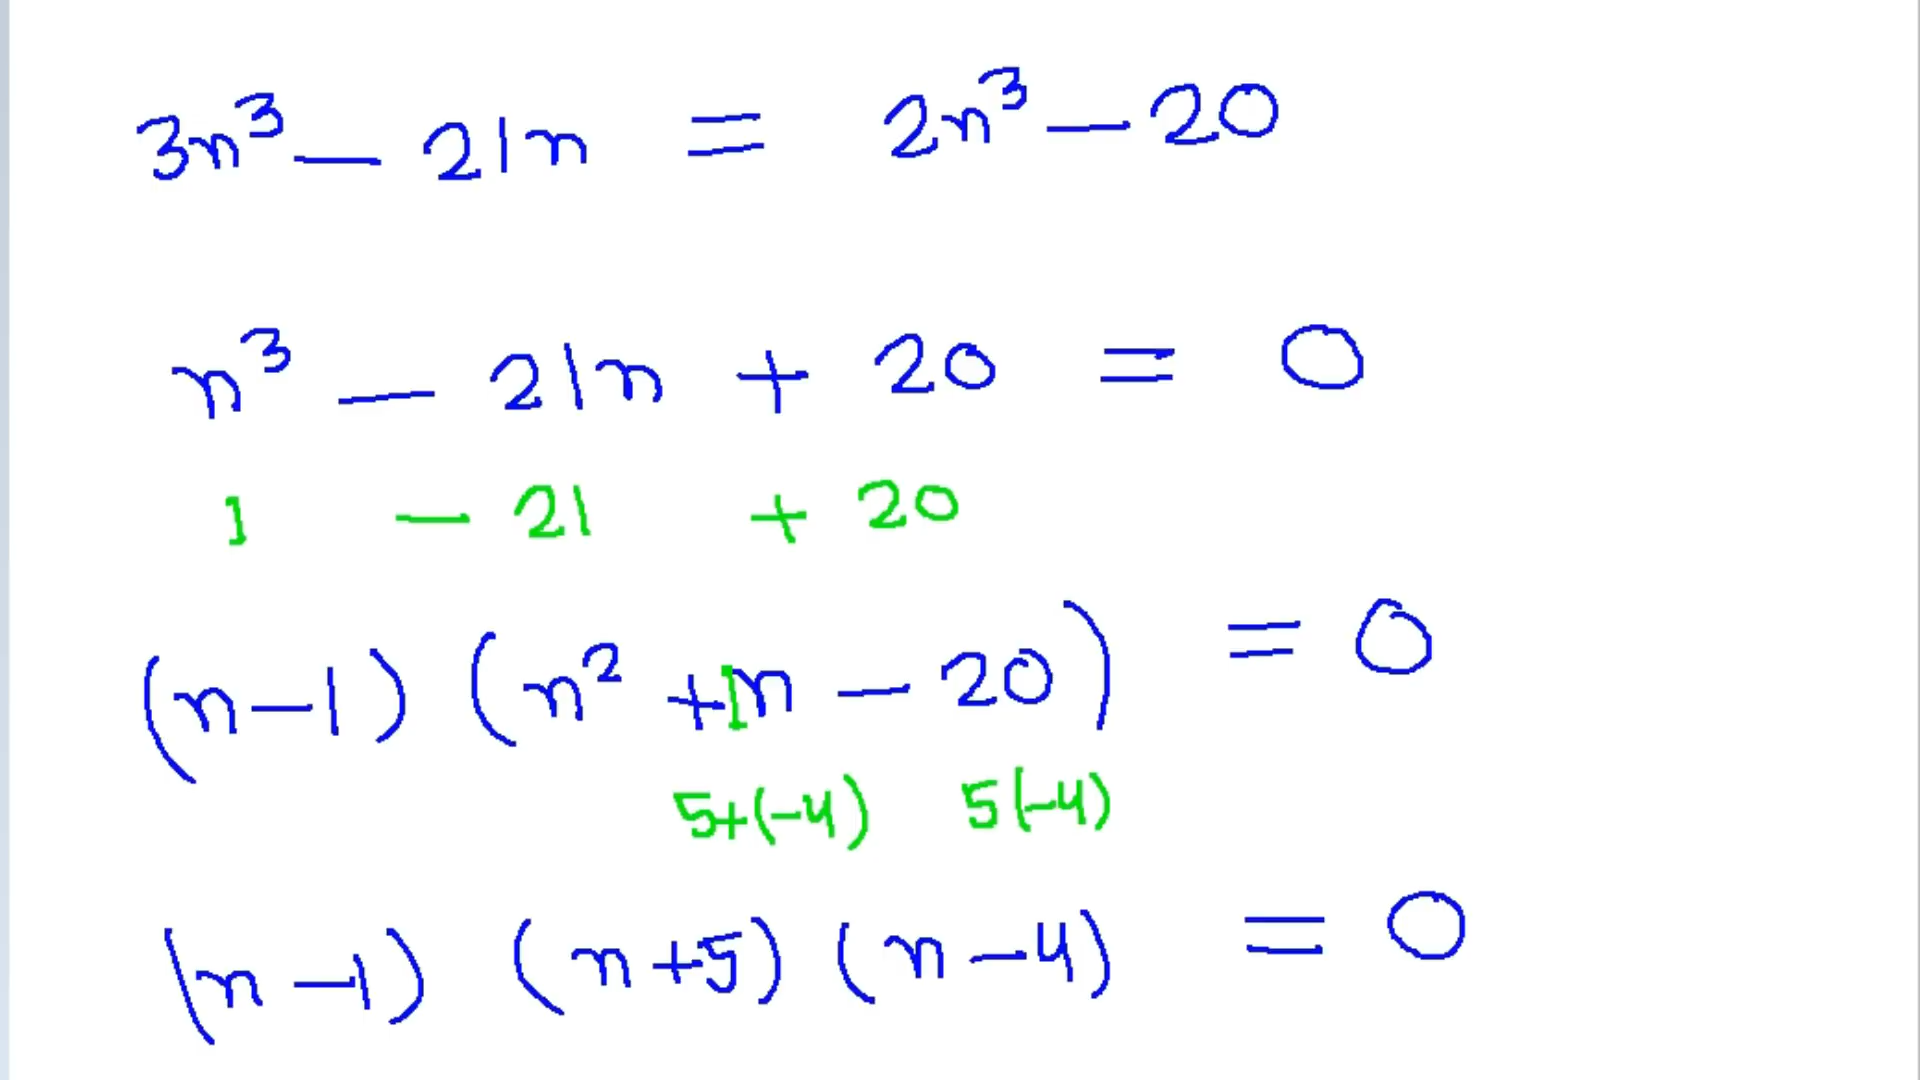 3n³ - 21n = 2n³ - 20
n³ - 21n + 20 = 0
1 - 21 + 20
(n-1) (n² +1n - 20) = 0
5+(-4) 5(-4)
(n-1) (n+5) (n-4) = 0